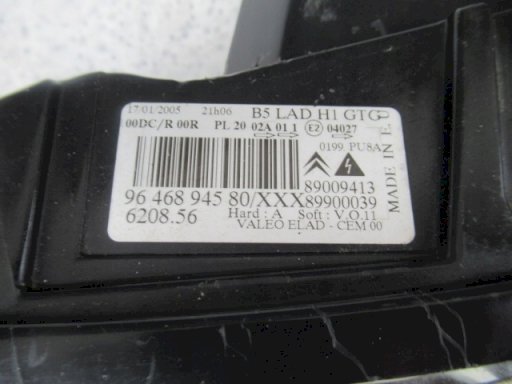 17/01/2005 21h06 B5 LAD H1 GTG
00DC/R 00R PL 20 02A 01 1 E2 04027
0199 PU8A
89009413
96 468 945 80/XXX 89900039
6208.56 Hard : A Soft : V.O.11
VALEO ELAD - CEM 00
MADE IN E.U